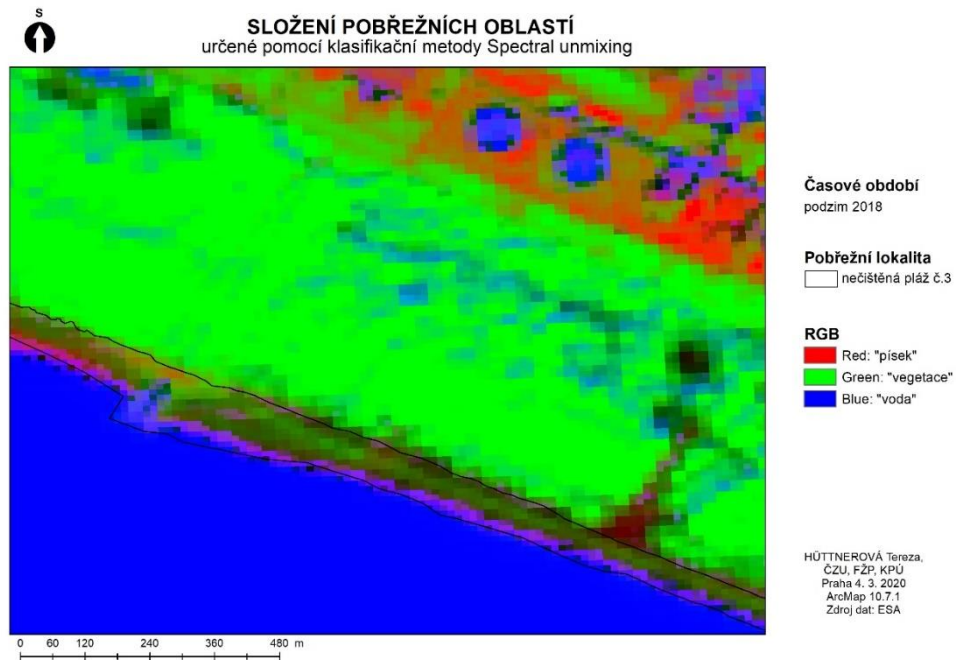 S
SLOŽENÍ POBŘEŽNÍCH OBLASTÍ
určené pomocí klasifikační metody Spectral unmixing
Časové období
podzim 2018
Pobřežní lokalita
nečištěná pláž č.3
RGB
Red: "písek"
Green: "vegetace"
Blue: "voda"
HÜTTNEROVÁ Tereza,
ČZU, FŽP, KPÚ
Praha 4. 3. 2020
ArcMap 10.7.1
Zdroj dat: ESA
0 60 120 240 360 480 m